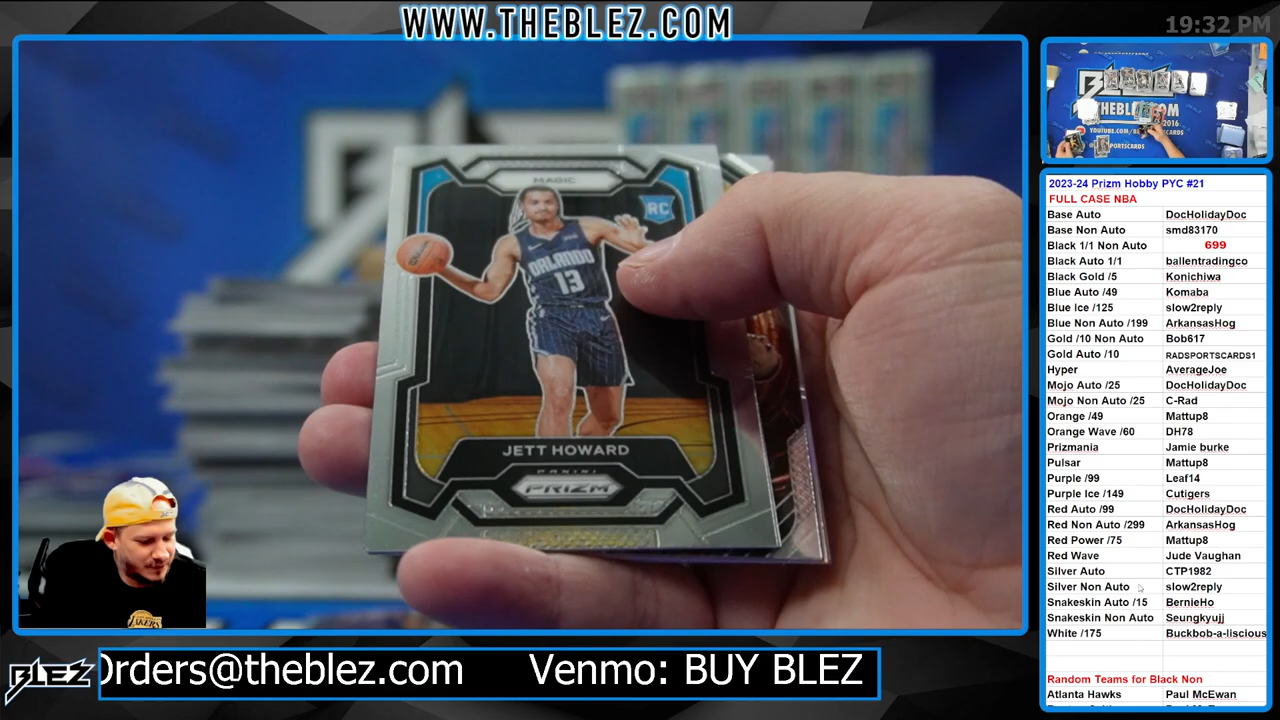 WWW.THEBLEZ.COM
19:32 PM
MAGIC
RC
ORLANDO
13
JETT HOWARD
PANINI
PRIZM
BLEZ
THEBLEZ.COM
2016
2023-24 Prizm Hobby PYC #21
FULL CASE NBA
Base Auto DocHolidayDoc
Base Non Auto smd83170
Black 1/1 Non Auto 699
Black Auto 1/1 ballentradingco
Black Gold /5 Konichiwa
Blue Auto /49 Komaba
Blue ice /125 slow2reply
Blue Non Auto /199 ArkansasHog
Gold /10 Non Auto Bob617
Gold Auto /10 RADSPORTSCARDS1
Hyper AverageJoe
Mojo Auto /25 DocHolidayDoc
Mojo Non Auto /25 C-Rad
Orange /49 Mattup8
Orange Wave /60 DH78
Prizmania Jamie burke
Pulsar Mattup8
Purple /99 Leaf14
Purple Ice /149 Cutigers
Red Auto /99 DocHolidayDoc
Red Non Auto /299 ArkansasHog
Red Power /75 Mattup8
Red Wave Jude Vaughan
Silver Auto CTP1982
Silver Non Auto slow2reply
Snakeskin Auto /15 BernieHo
Snakeskin Non Auto Seungkyujj
White /175 Buckbob-a-liscious
Random Teams for Black Non
Atlanta Hawks Paul McEwan
LAKERS
BLEZ
Orders@theblez.com Venmo: BUY BLEZ